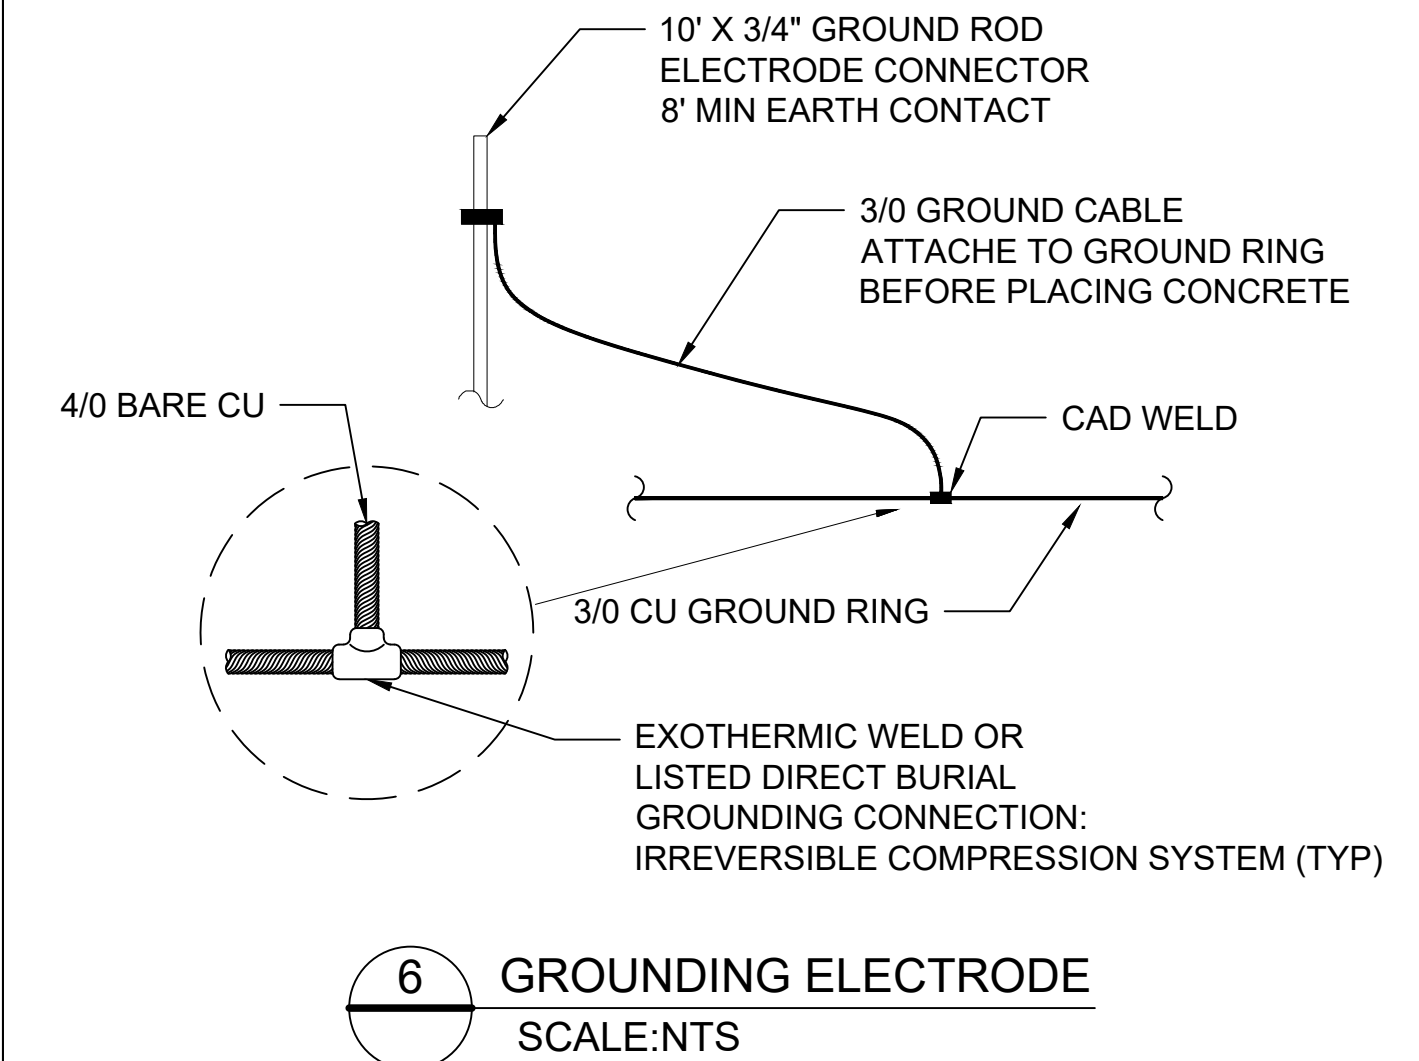 10' X 3/4" GROUND ROD
ELECTRODE CONNECTOR
8' MIN EARTH CONTACT
3/0 GROUND CABLE
ATTACHE TO GROUND RING
BEFORE PLACING CONCRETE
4/0 BARE CU
CAD WELD
3/0 CU GROUND RING
EXOTHERMIC WELD OR
LISTED DIRECT BURIAL
GROUNDING CONNECTION:
IRREVERSIBLE COMPRESSION SYSTEM (TYP)
6
GROUNDING ELECTRODE
SCALE:NTS